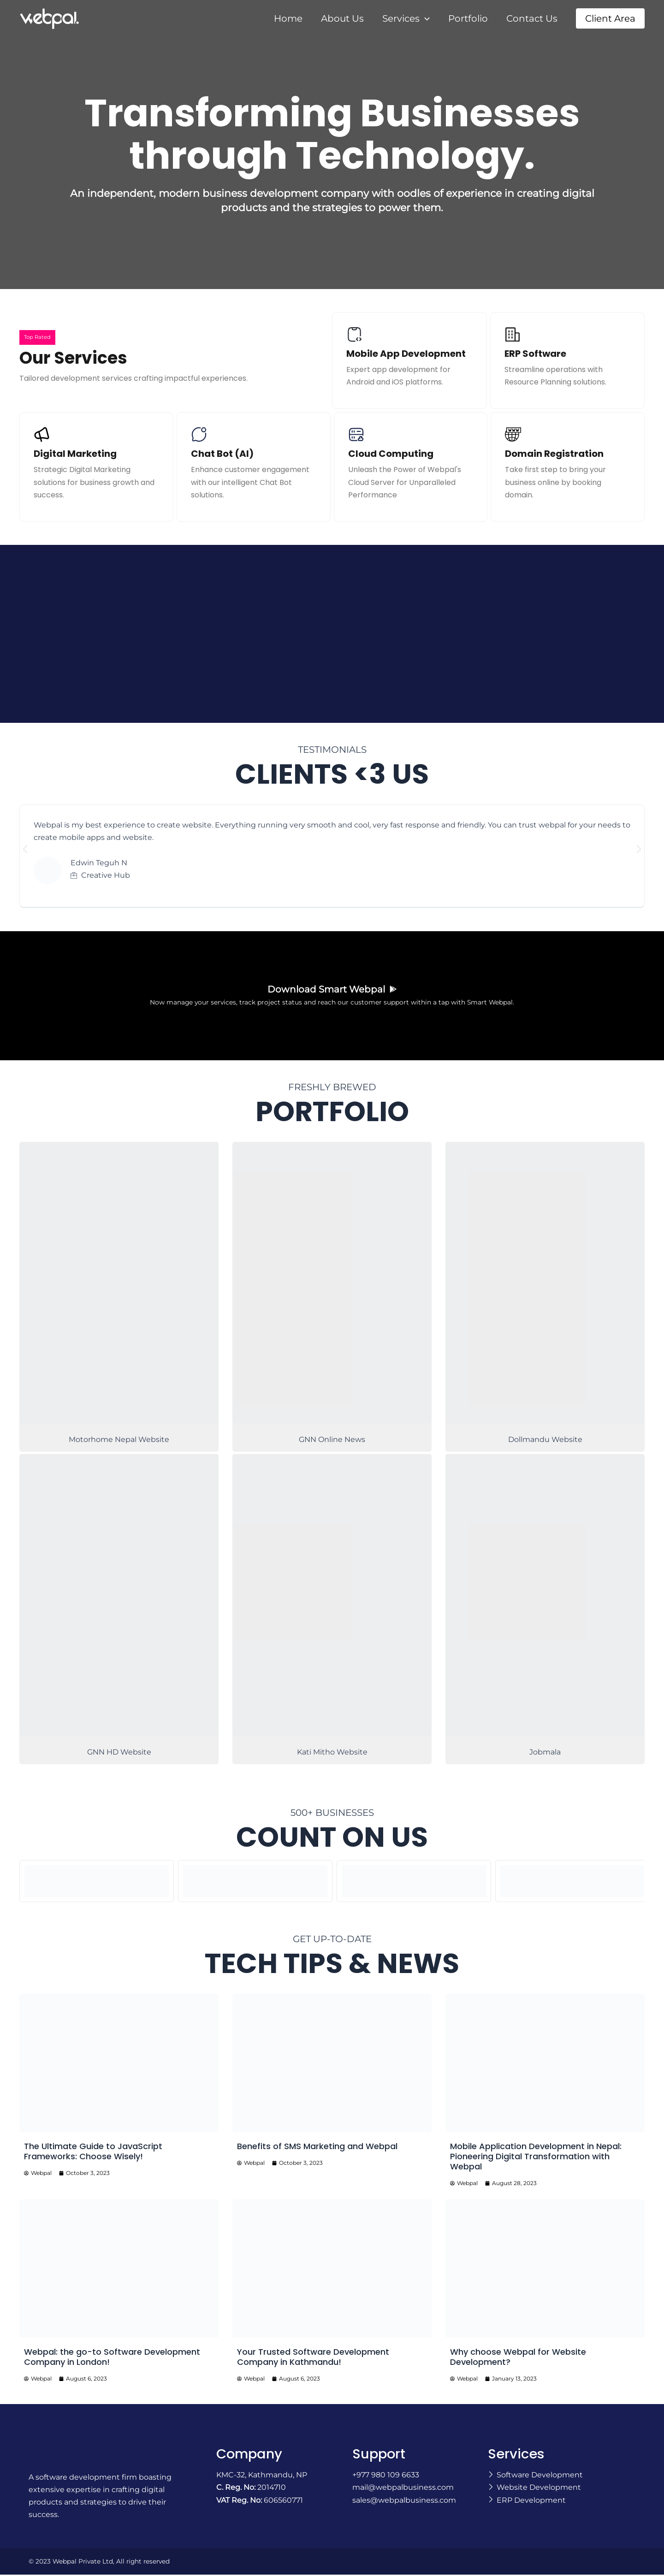 webpal.
Home
About Us
Services
Portfolio
Contact Us
Client Area
Transforming Businesses
through Technology.
An independent, modern business development company with oodles of experience in creating digital
products and the strategies to power them.
Top Rated
Our Services
Tailored development services crafting impactful experiences.
Mobile App Development
Expert app development for
Android and iOS platforms.
ERP Software
Streamline operations with
Resource Planning solutions.
Digital Marketing
Strategic Digital Marketing
solutions for business growth and
success.
Chat Bot (AI)
Enhance customer engagement
with our intelligent Chat Bot
solutions.
Cloud Computing
Unleash the Power of Webpal's
Cloud Server for Unparalleled
Performance
Domain Registration
Take first step to bring your
business online by booking
domain.
TESTIMONIALS
CLIENTS <3 US
Webpal is my best experience to create website. Everything running very smooth and cool, very fast response and friendly. You can trust webpal for your needs to
create mobile apps and website.
Edwin Teguh N
Creative Hub
Download Smart Webpal
Now manage your services, track project status and reach our customer support within a tap with Smart Webpal.
FRESHLY BREWED
PORTFOLIO
Motorhome Nepal Website
GNN Online News
Dollmandu Website
GNN HD Website
Kati Mitho Website
Jobmala
500+ BUSINESSES
COUNT ON US
GET UP-TO-DATE
TECH TIPS & NEWS
The Ultimate Guide to JavaScript
Frameworks: Choose Wisely!
Webpal October 3, 2023
Benefits of SMS Marketing and Webpal
Webpal October 3, 2023
Mobile Application Development in Nepal:
Pioneering Digital Transformation with
Webpal
Webpal August 28, 2023
Webpal: the go-to Software Development
Company in London!
Webpal August 6, 2023
Your Trusted Software Development
Company in Kathmandu!
Webpal August 6, 2023
Why choose Webpal for Website
Development?
Webpal January 13, 2023
A software development firm boasting
extensive expertise in crafting digital
products and strategies to drive their
success.
Company
KMC-32, Kathmandu, NP
C. Reg. No: 2014710
VAT Reg. No: 606560771
Support
+977 980 109 6633
mail@webpalbusiness.com
sales@webpalbusiness.com
Services
Software Development
Website Development
ERP Development
© 2023 Webpal Private Ltd, All right reserved